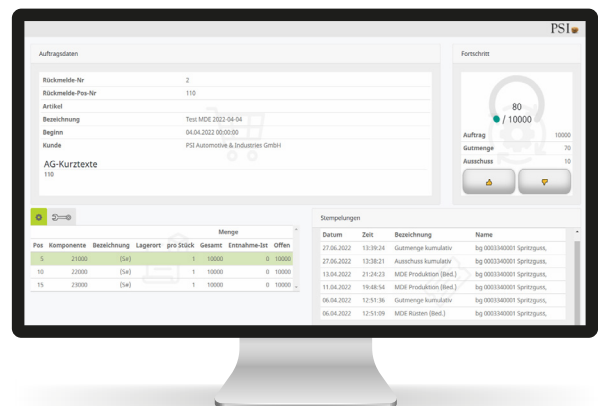 PSI
Auftragsdaten
Rückmelde-Nr 2
Rückmelde-Pos-Nr 110
Artikel
Bezeichnung Test MDE 2022-04-04
Beginn 04.04.2022 00:00:00
Kunde PSI Automotive & Industries GmbH
AG-Kurztexte
110
Fortschritt
80
/ 10000
Auftrag 10000
Gutmenge 70
Ausschuss 10
Menge
Pos Komponente Bezeichnung Lagerort pro Stück Gesamt Entnahme-Ist Offen
5 21000 (Se) 1 10000 0 10000
10 22000 (Se) 1 10000 0 10000
15 23000 (Se) 1 10000 0 10000
Stempelungen
Datum Zeit Bezeichnung Name
27.06.2022 13:39:24 Gutmenge kumulativ bg 0003340001 Spritzguss,
27.06.2022 13:38:21 Ausschuss kumulativ bg 0003340001 Spritzguss,
13.04.2022 21:24:23 MDE Produktion (Bed.) bg 0003340001 Spritzguss,
11.04.2022 19:48:54 MDE Produktion (Bed.) bg 0003340001 Spritzguss,
06.04.2022 12:51:36 Gutmenge kumulativ bg 0003340001 Spritzguss,
06.04.2022 12:51:09 MDE Rüsten (Bed.) bg 0003340001 Spritzguss,